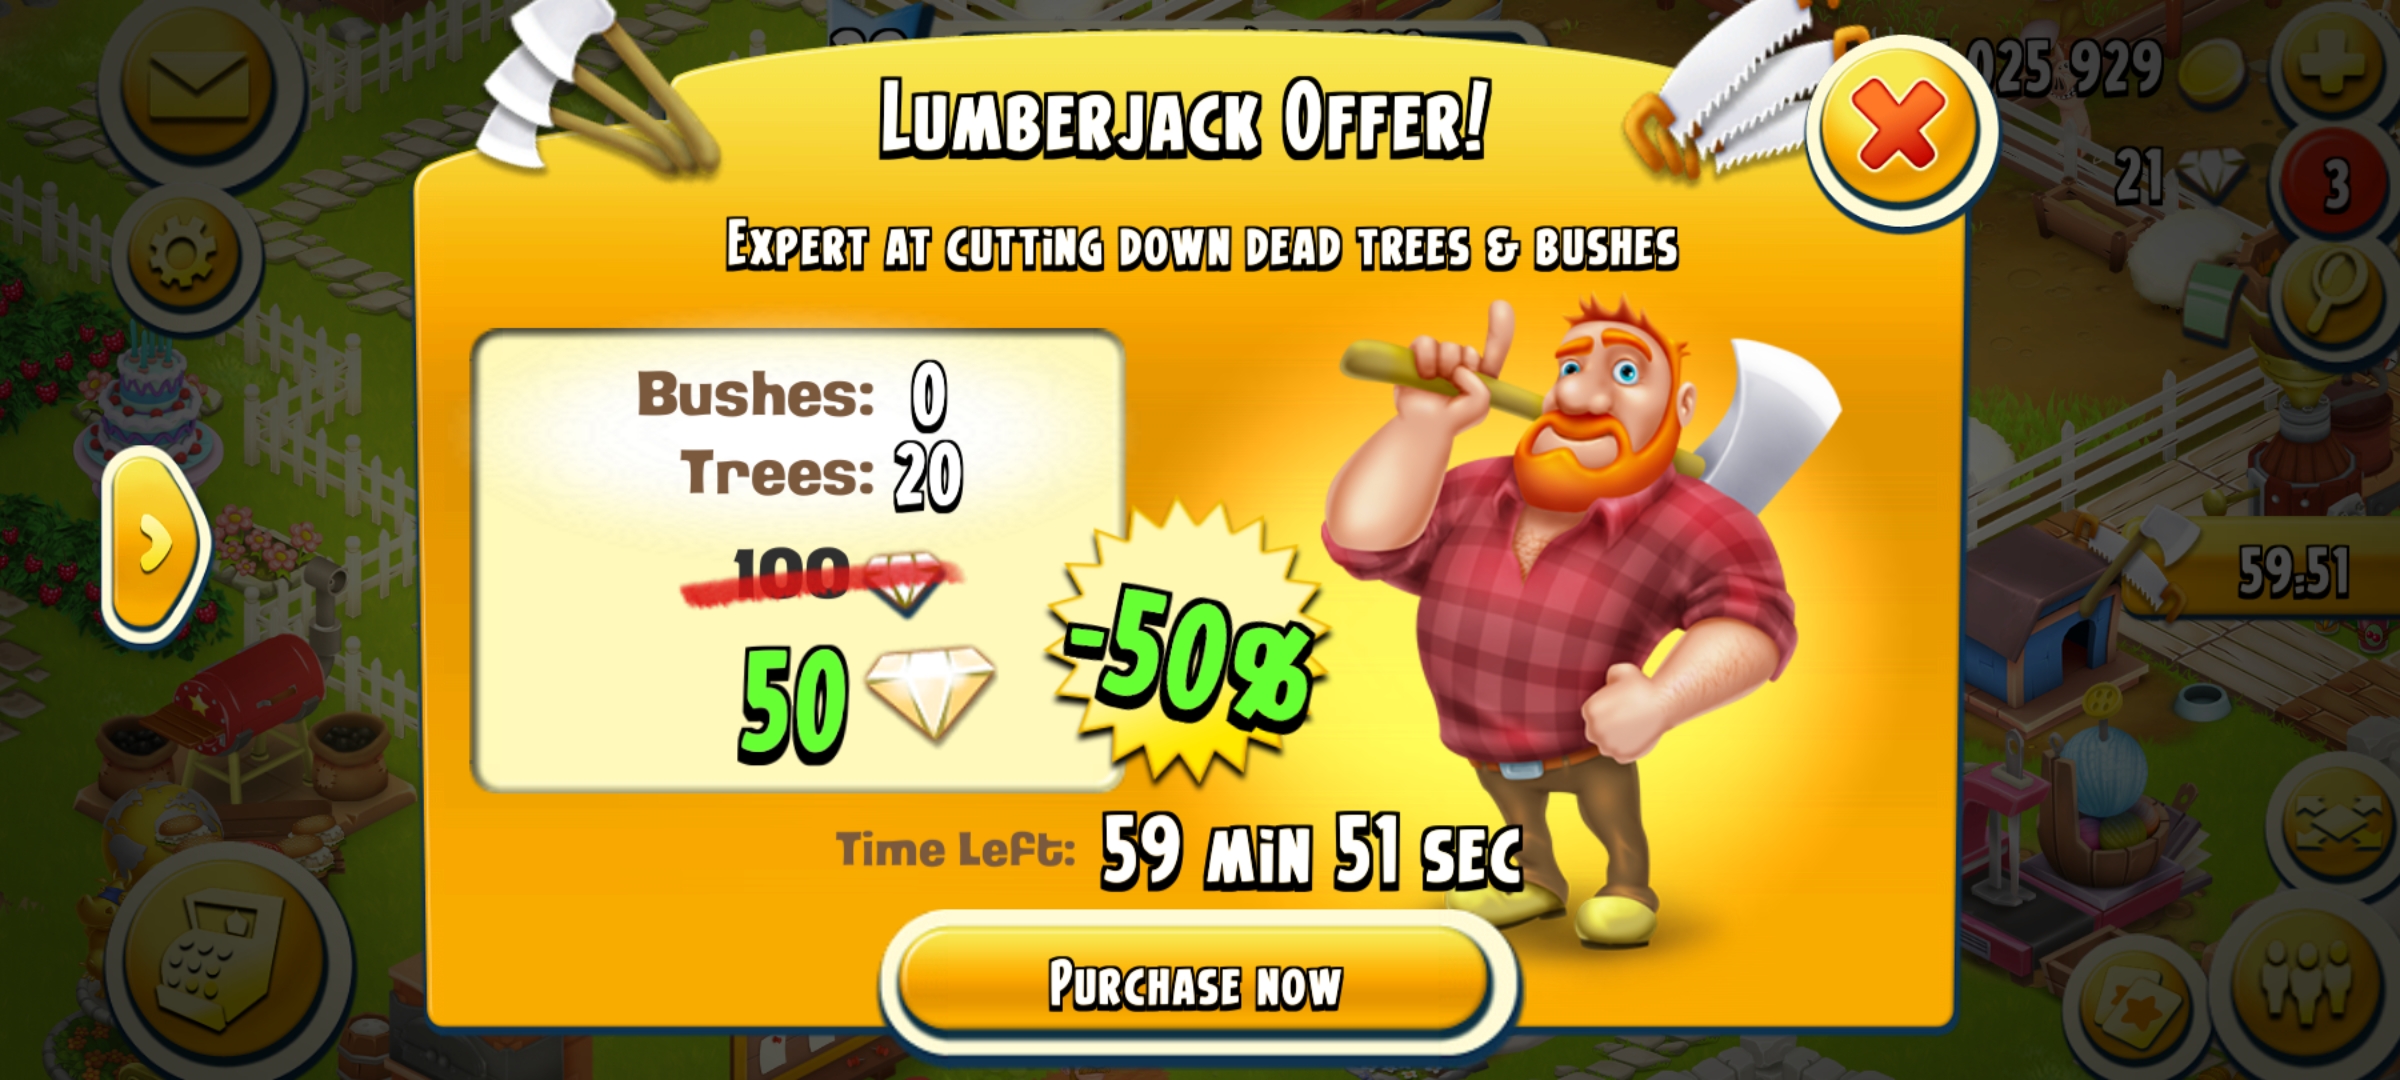 Lumberjack Offer!
Expert at cutting down dead trees & bushes
Bushes: 0
Trees: 20
100
50
-50%
Time Left: 59 min 51 sec
Purchase now
025 929
21
3
59:51